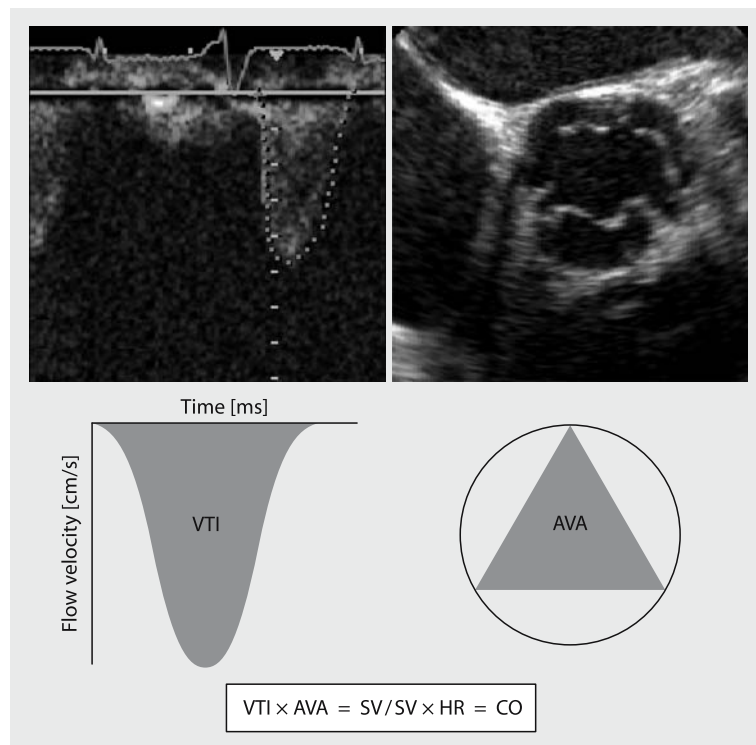 Time [ms]
Flow velocity [cm/s]
VTI
AVA
VTI × AVA = SV/SV × HR = CO